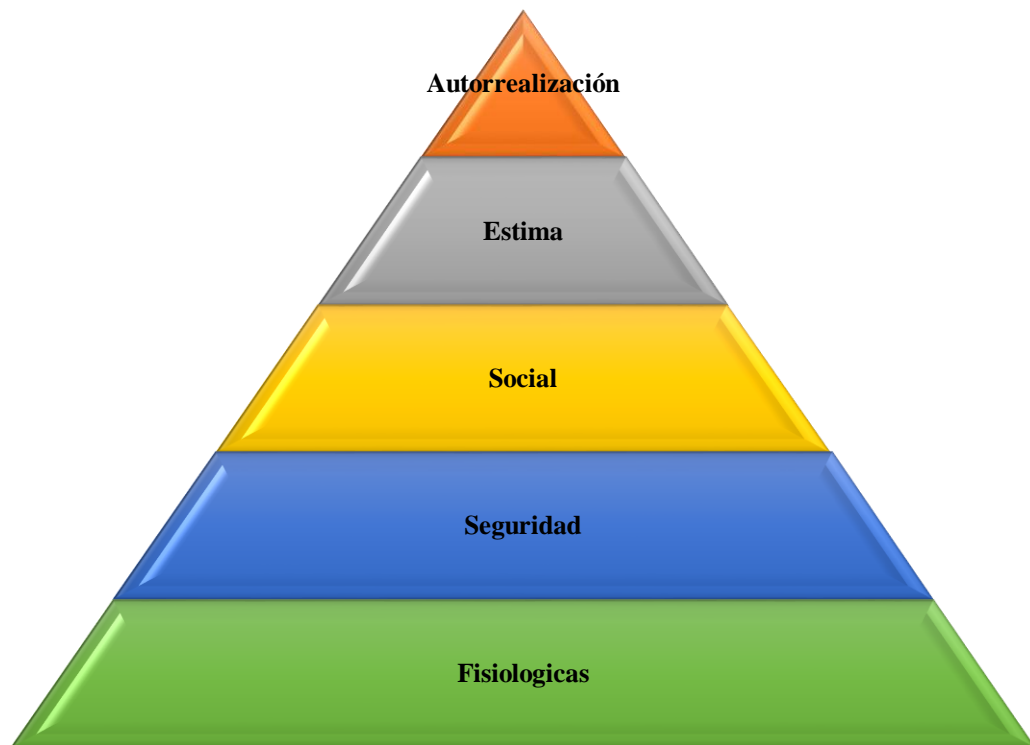 Autorrealización
Estima
Social
Seguridad
Fisiologicas